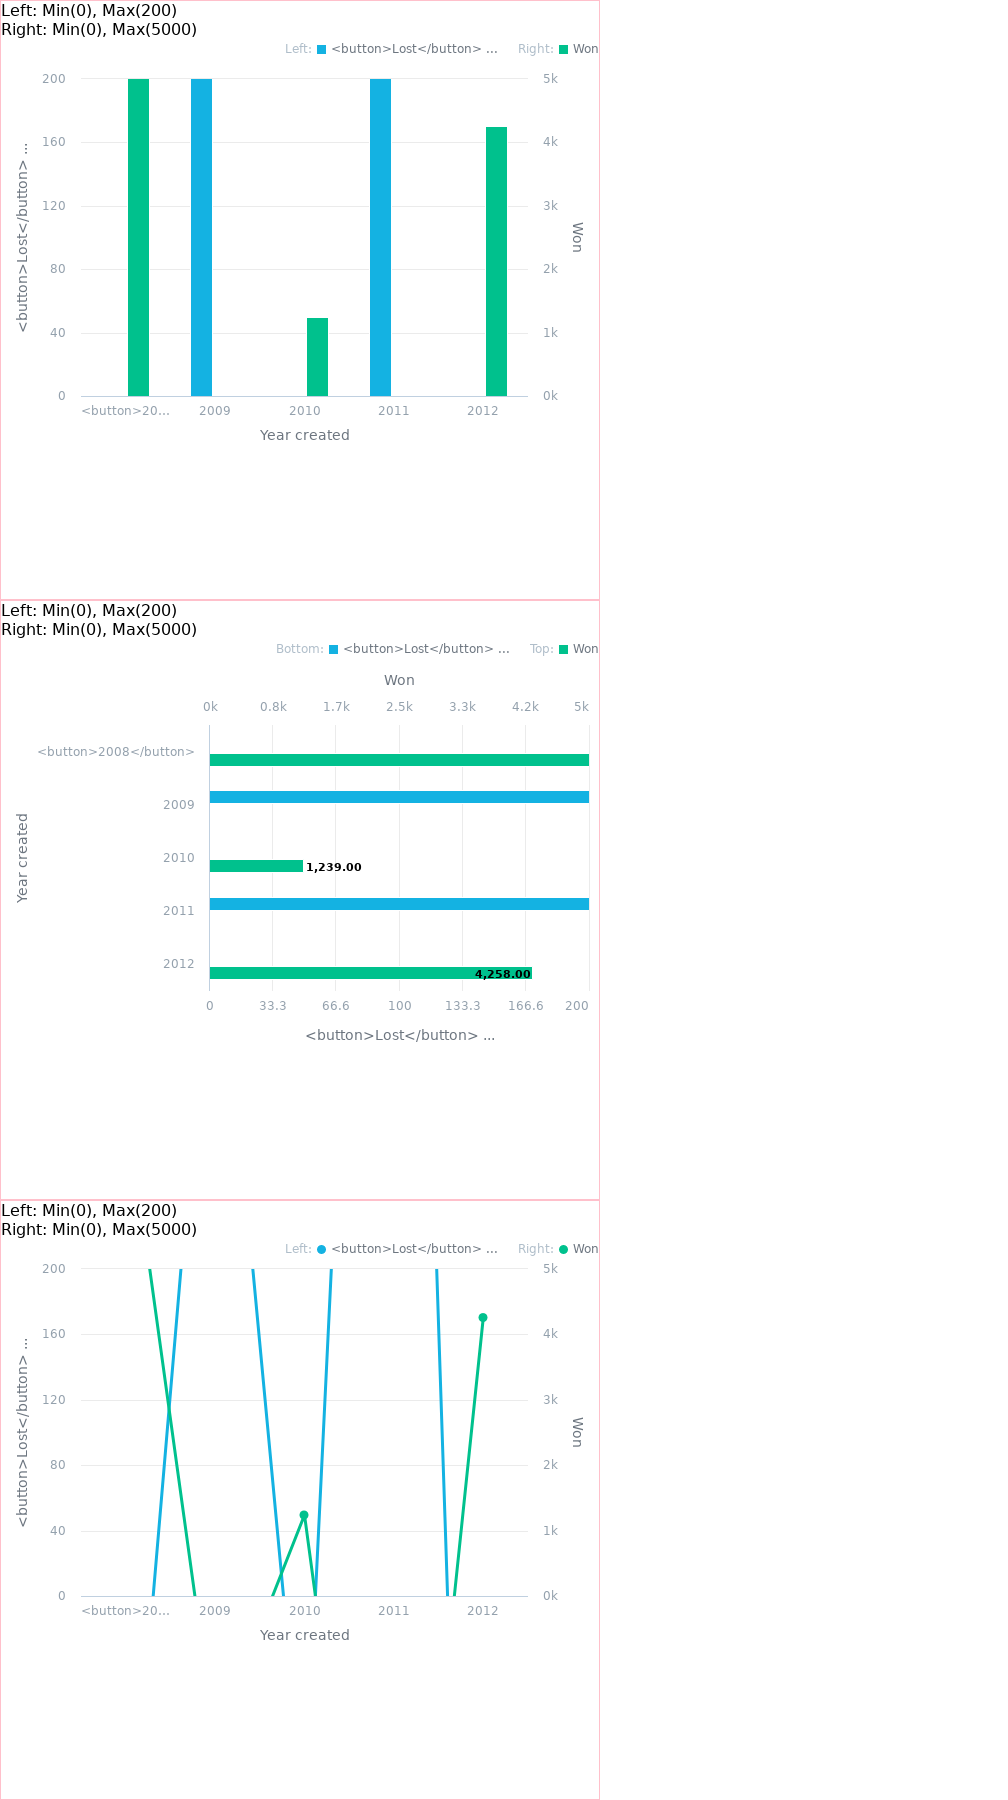 Left: Min(0), Max(200)
Right: Min(0), Max(5000)
Left: <button>Lost</button> ... Right: Won
200 5k
160 4k
120 3k
80 2k
40 1k
0 0k
<button>Lost</button> ...
Won
<button>20... 2009 2010 2011 2012
Year created
Left: Min(0), Max(200)
Right: Min(0), Max(5000)
Bottom: <button>Lost</button> ... Top: Won
Won
0k 0.8k 1.7k 2.5k 3.3k 4.2k 5k
<button>2008</button>
2009
2010 1,239.00
2011
2012 4,258.00
Year created
0 33.3 66.6 100 133.3 166.6 200
<button>Lost</button> ...
Left: Min(0), Max(200)
Right: Min(0), Max(5000)
Left: <button>Lost</button> ... Right: Won
200 5k
160 4k
120 3k
80 2k
40 1k
0 0k
<button>Lost</button> ...
Won
<button>20... 2009 2010 2011 2012
Year created